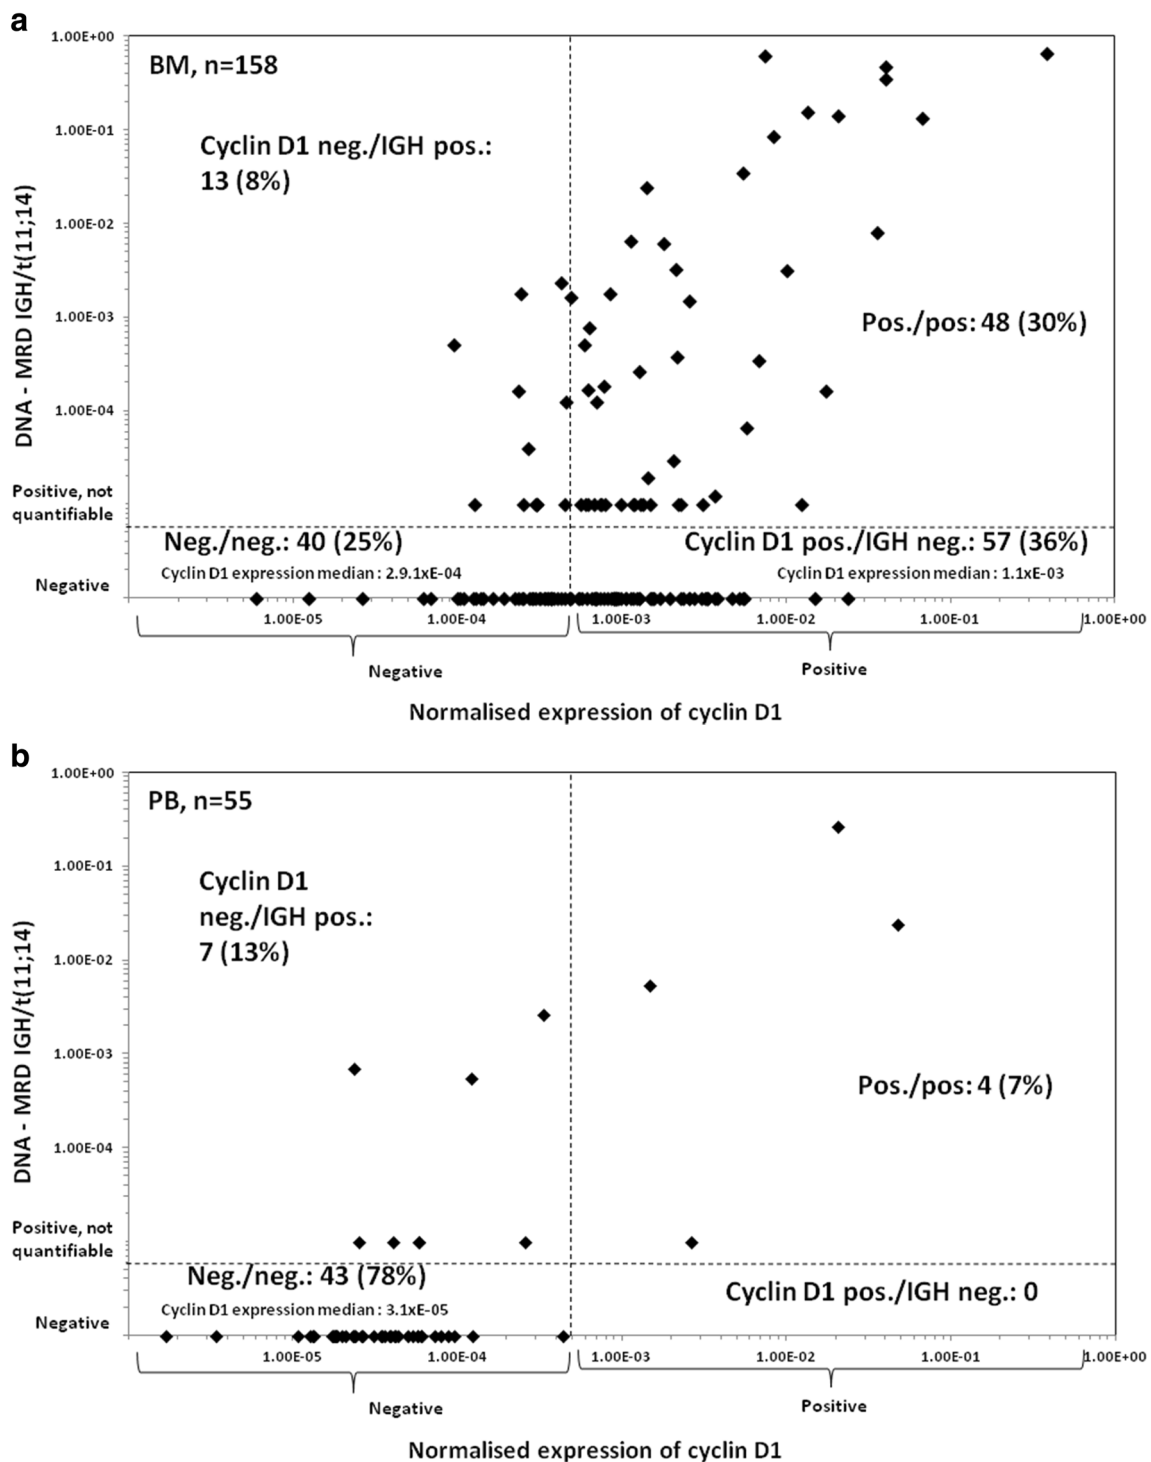 a
1.00E+00
BM, n=158
Cyclin D1 neg./IGH pos.:
13 (8%)
1.00E-01
1.00E-02
1.00E-03
1.00E-04
DNA - MRD IGH/t(11;14)
Pos./pos: 48 (30%)
Positive, not
quantifiable
Neg./neg.: 40 (25%)
Cyclin D1 pos./IGH neg.: 57 (36%)
Cyclin D1 expression median : 2.9.1xE-04
Cyclin D1 expression median : 1.1xE-03
Negative
1.00E-05 1.00E-04 1.00E-03 1.00E-02 1.00E-01 1.00E+00
Negative
Positive
Normalised expression of cyclin D1
b
1.00E+00
PB, n=55
Cyclin D1
neg./IGH pos.:
7 (13%)
1.00E-01
1.00E-02
1.00E-03
1.00E-04
DNA - MRD IGH/t(11;14)
Pos./pos: 4 (7%)
Positive, not
quantifiable
Neg./neg.: 43 (78%)
Cyclin D1 pos./IGH neg.: 0
Cyclin D1 expression median : 3.1xE-05
Negative
1.00E-05 1.00E-04 1.00E-03 1.00E-02 1.00E-01 1.00E+00
Negative
Positive
Normalised expression of cyclin D1